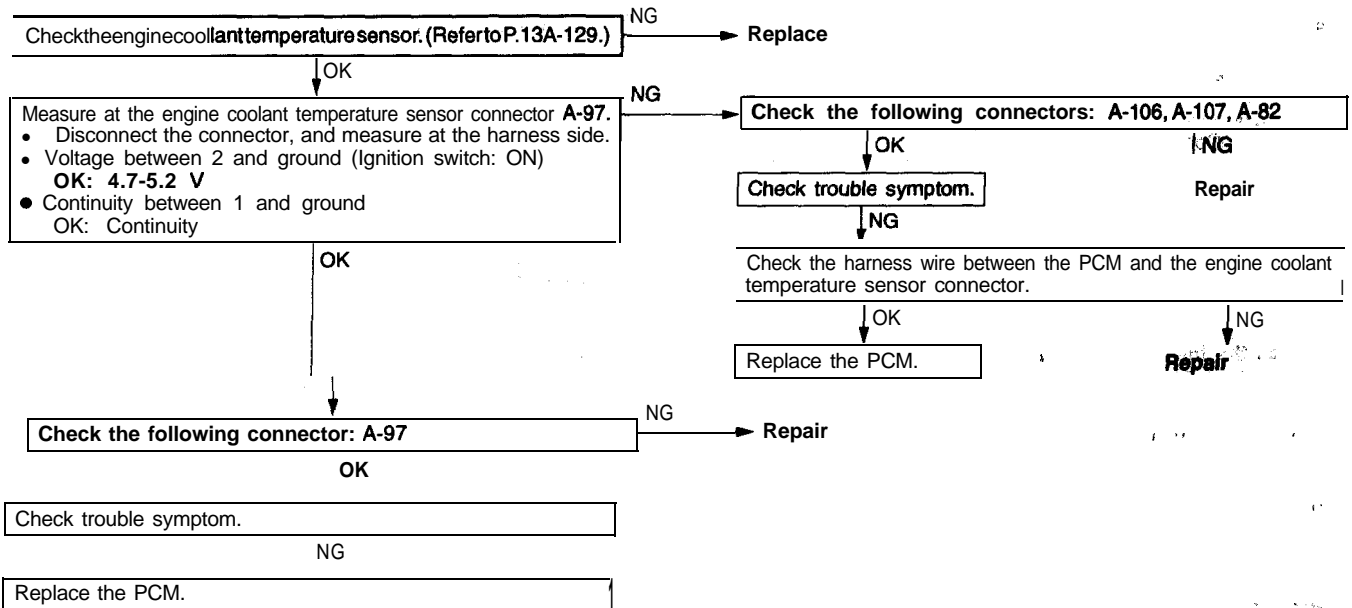 NG
Checktheenginecoollanttemperaturesensor. (RefertoP.13A-129.)
Replace
OK
Measure at the engine coolant temperature sensor connector A-97.
• Disconnect the connector, and measure at the harness side.
• Voltage between 2 and ground (Ignition switch: ON)
OK: 4.7-5.2 V
● Continuity between 1 and ground
OK: Continuity
NG
Check the following connectors: A-106, A-107, A-82
OK
NG
Check trouble symptom.
Repair
NG
Check the harness wire between the PCM and the engine coolant
temperature sensor connector.
OK
NG
Replace the PCM.
Repair
OK
Check the following connector: A-97
NG
Repair
OK
Check trouble symptom.
NG
Replace the PCM.